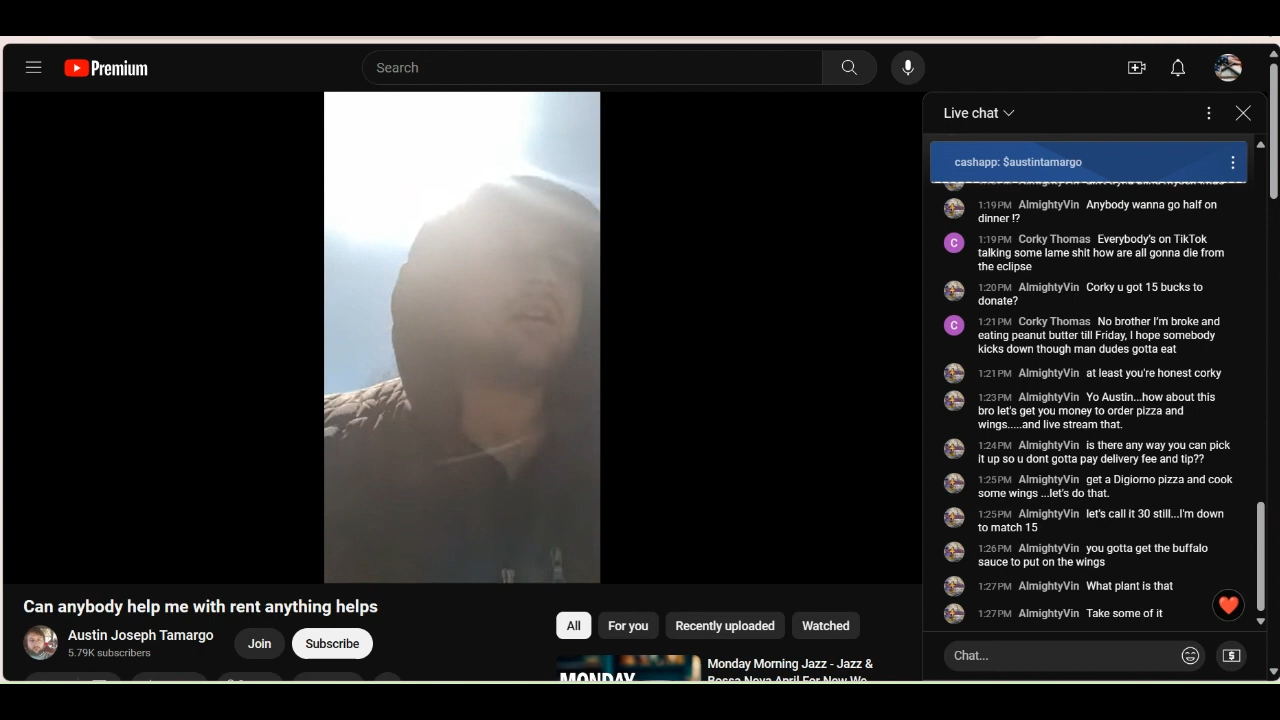 Premium
Search
Live chat
cashapp: $austintamargo
1:19 PM AlmightyVin Anybody wanna go half on
dinner !?
1:19 PM Corky Thomas Everybody's on TikTok
talking some lame shit how are all gonna die from
the eclipse
1:20 PM AlmightyVin Corky u got 15 bucks to
donate?
C
1:21 PM Corky Thomas No brother I'm broke and
eating peanut butter till Friday, I hope somebody
kicks down though man dudes gotta eat
C
1:21 PM AlmightyVin at least you're honest corky
1:23 PM AlmightyVin Yo Austin...how about this
bro let's get you money to order pizza and
wings.....and live stream that.
1:24 PM AlmightyVin is there any way you can pick
it up so u dont gotta pay delivery fee and tip??
1:25 PM AlmightyVin get a Digiorno pizza and cook
some wings ...let's do that.
1:25 PM AlmightyVin let's call it 30 still...I'm down
to match 15
1:26 PM AlmightyVin you gotta get the buffalo
sauce to put on the wings
1:27 PM AlmightyVin What plant is that
1:27 PM AlmightyVin Take some of it
Chat...
Can anybody help me with rent anything helps
Austin Joseph Tamargo
5.79K subscribers
Join
Subscribe
All
For you
Recently uploaded
Watched
MONDAY
Monday Morning Jazz - Jazz &
Bossa Nova April For New We